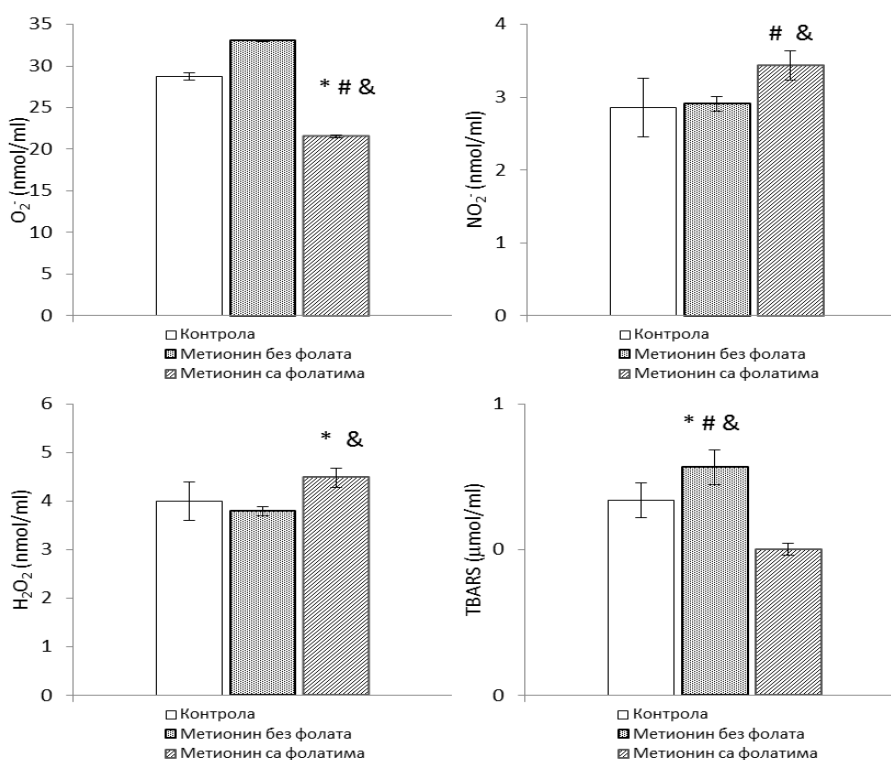 35
30
25
20
15
10
5
0
O₂⁻ (nmol/ml)
* # &
Контрола
Метионин без фолата
Метионин са фолатима
4
3
2
1
0
NO₂⁻ (nmol/ml)
# &
Контрола
Метионин без фолата
Метионин са фолатима
6
5
4
3
2
1
0
H₂O₂ (nmol/ml)
* &
Контрола
Метионин без фолата
Метионин са фолатима
1
0
0
TBARS (μmol/ml)
* # &
Контрола
Метионин без фолата
Метионин са фолатима